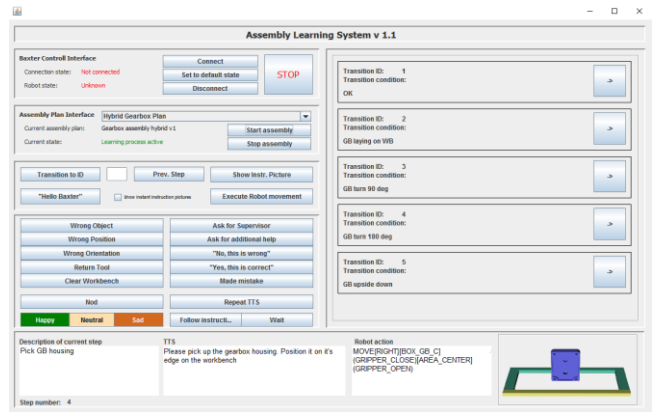 Assembly Learning System v 1.1
Baxter Controll Interface
Connection state: Not connected
Robot state: Unknown
Connect
Set to default state
Disconnect
STOP
Assembly Plan Interface
Hybrid Gearbox Plan
Current assembly plan: Gearbox assembly hybrid v1
Current state: Learning process active
Start assembly
Stop assembly
Transition to ID
Prev. Step
Show Instr. Picture
"Hello Baxter"
Show instant instruction pictures
Execute Robot movement
Wrong Object
Ask for Supervisor
Wrong Position
Ask for additional help
Wrong Orientation
"No, this is wrong"
Return Tool
"Yes, this is correct"
Clear Workbench
Made mistake
Nod
Repeat TTS
Happy
Neutral
Sad
Follow instructi...
Wait
Transition ID: 1
Transition condition:
OK
->
Transition ID: 2
Transition condition:
GB laying on WB
->
Transition ID: 3
Transition condition:
GB turn 90 deg
->
Transition ID: 4
Transition condition:
GB turn 180 deg
->
Transition ID: 5
Transition condition:
GB upside down
->
Description of current step
Pick GB housing
Step number: 4
TTS
Please pick up the gearbox housing. Position it on it's
edge on the workbench
Robot action
MOVE[RIGHT][BOX_GB_C]
(GRIPPER_CLOSE)[AREA_CENTER]
(GRIPPER_OPEN)